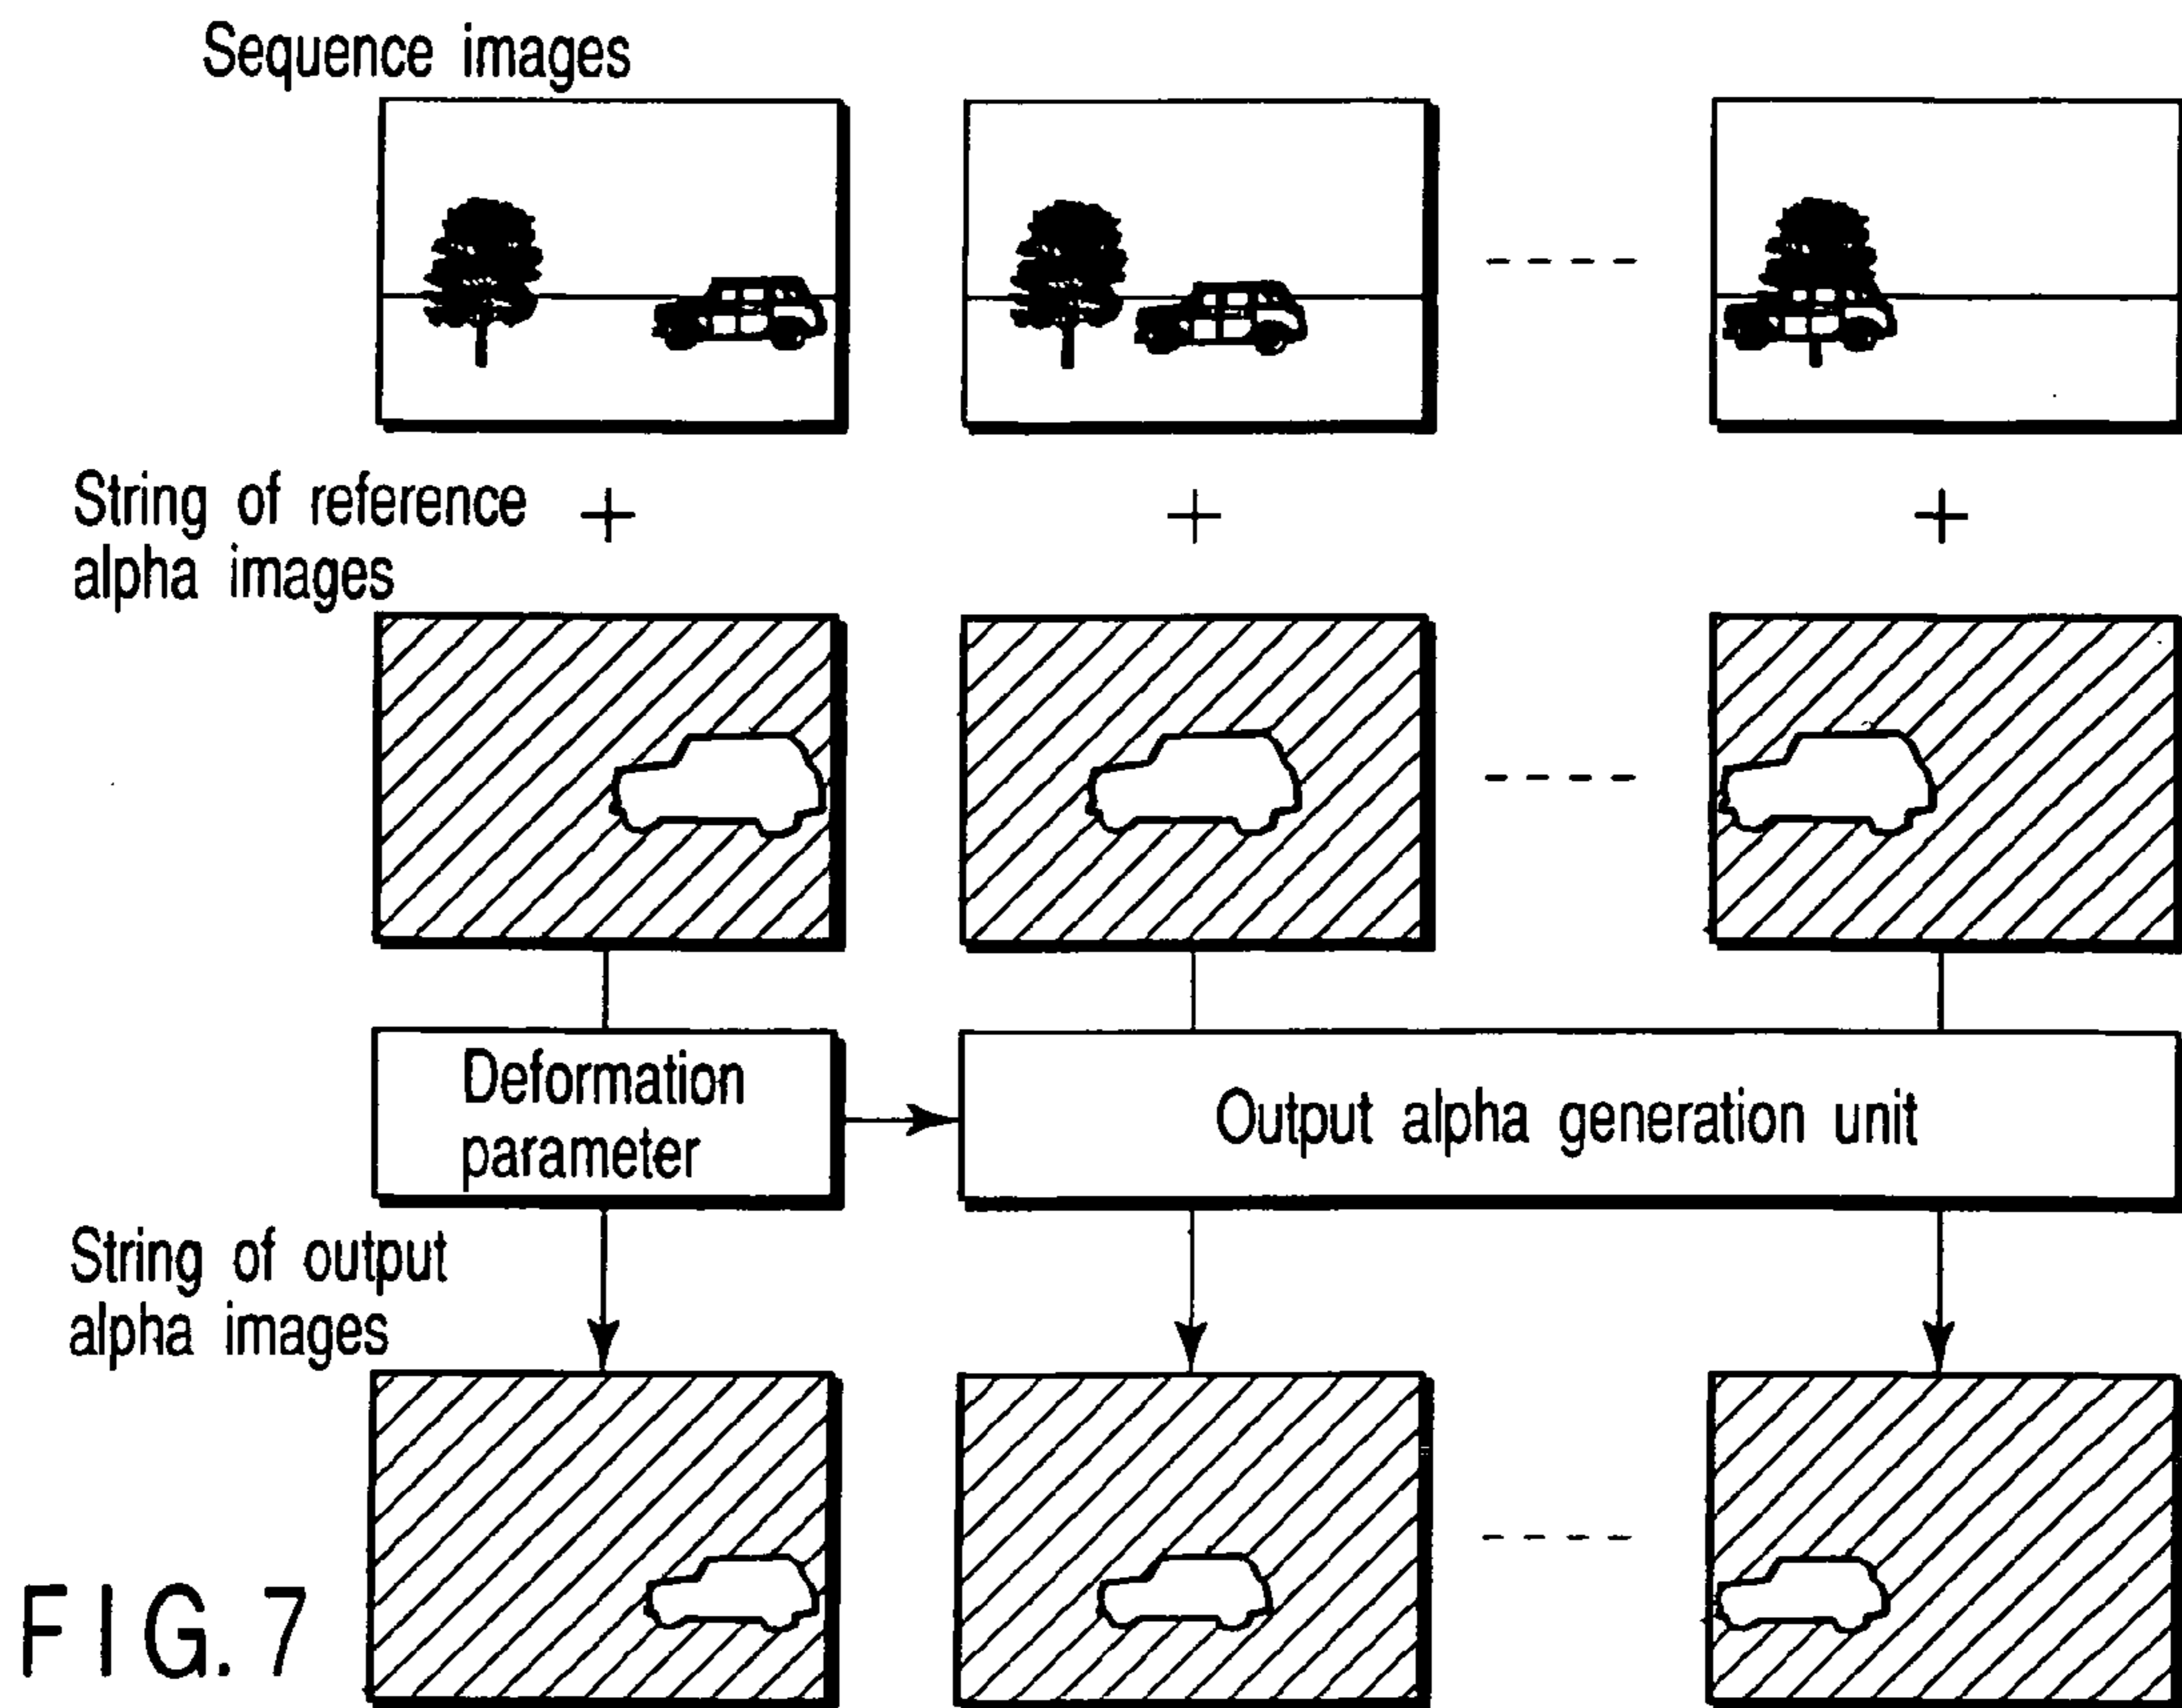 Sequence images
String of reference
alpha images
Deformation
parameter
Output alpha generation unit
String of output
alpha images
FIG. 7